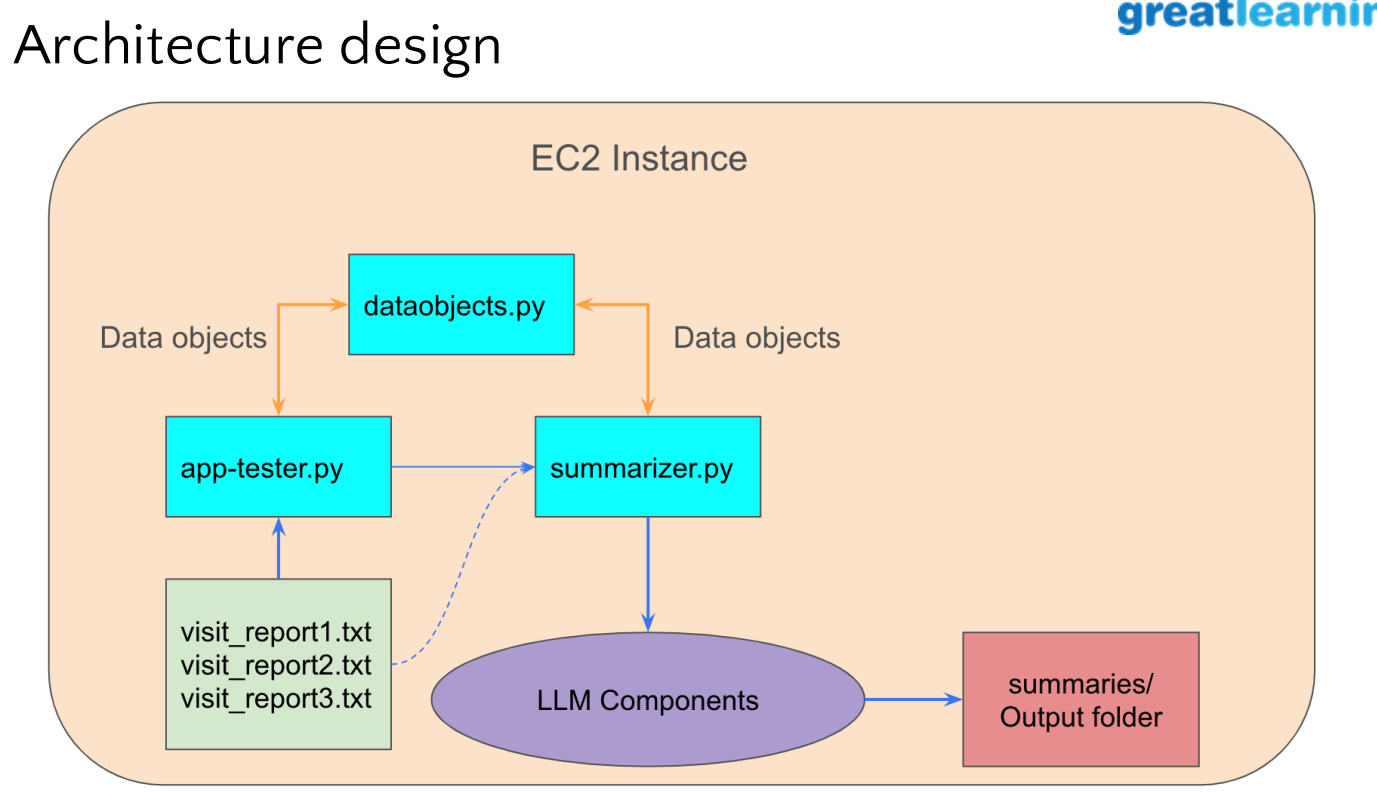 greatlearnin
Architecture design
EC2 Instance
dataobjects.py
Data objects
Data objects
app-tester.py
summarizer.py
visit_report1.txt
visit_report2.txt
visit_report3.txt
LLM Components
summaries/
Output folder